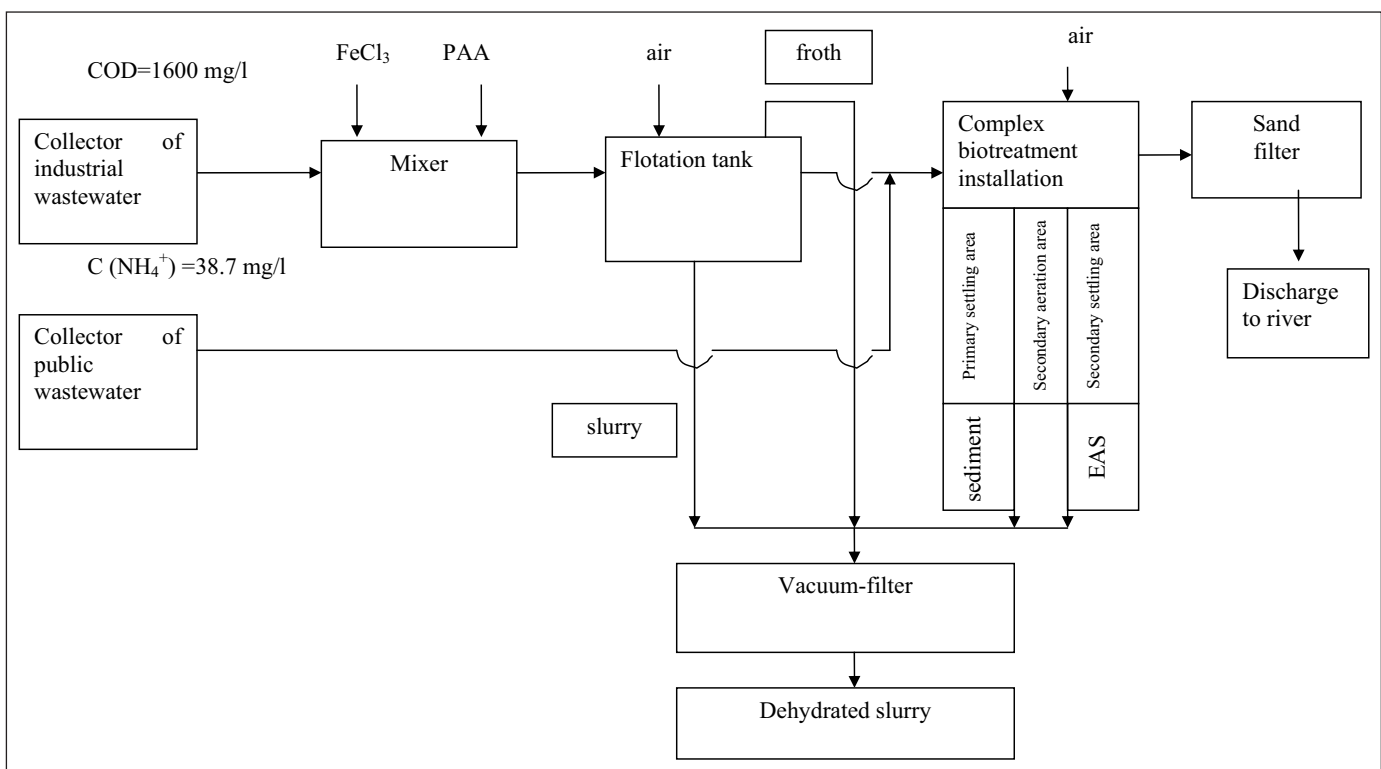 COD=1600 mg/l
FeCl₃
PAA
air
froth
air
Collector of
industrial
wastewater
Mixer
Flotation tank
Complex
biotreatment
installation
Sand
filter
C (NH₄⁺) =38.7 mg/l
Collector of
public
wastewater
Primary settling area
Secondary aeration area
Secondary settling area
Discharge
to river
slurry
sediment
EAS
Vacuum-filter
Dehydrated slurry